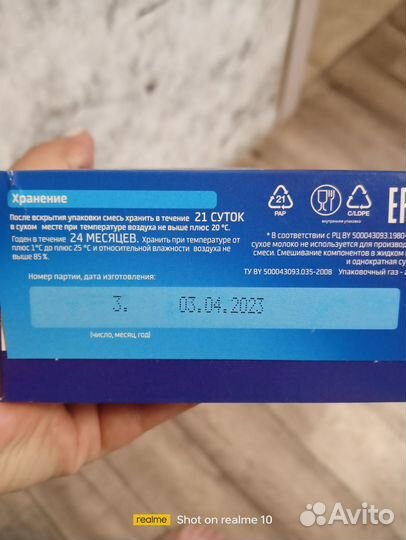 Хранение
После вскрытия упаковки смесь хранить в течение 21 СУТОК
в сухом месте при температуре воздуха не выше плюс 20 °С.
Годен в течение 24 МЕСЯЦЕВ. Хранить при температуре от
плюс 1°С до плюс 25 °С и относительной влажности воздуха не
выше 85 %.
Номер партии, дата изготовления:
3. 03.04.2023
(число, месяц, год)
21
PAP
внутренняя упаковка
C/LDPE
* В соответствии с РЦ BY 500043093.1980-
сухое молоко не используется для производ
смеси. Смешивание компонентов в жидком
и однократная су
ТУ BY 500043093.035-2008 Упаковочный газ –
realme Shot on realme 10
Avito